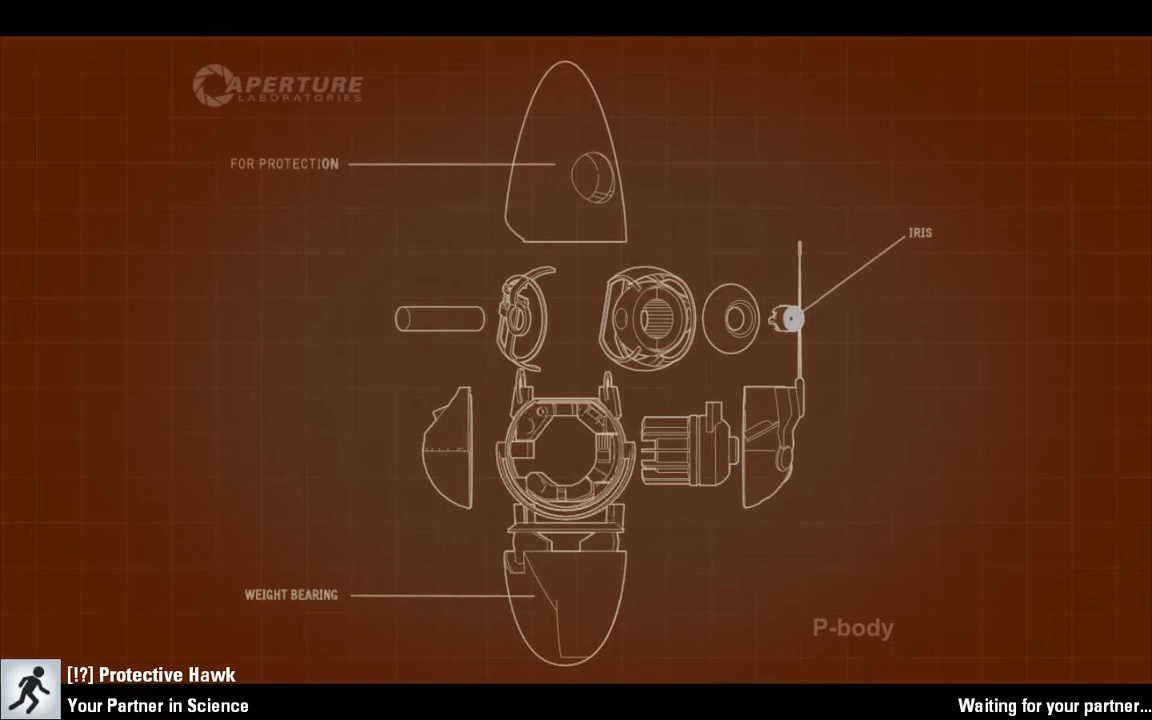 APERTURE
LABORATORIES
FOR PROTECTION
IRIS
WEIGHT BEARING
P-body
[!?] Protective Hawk
Your Partner in Science
Waiting for your partner...